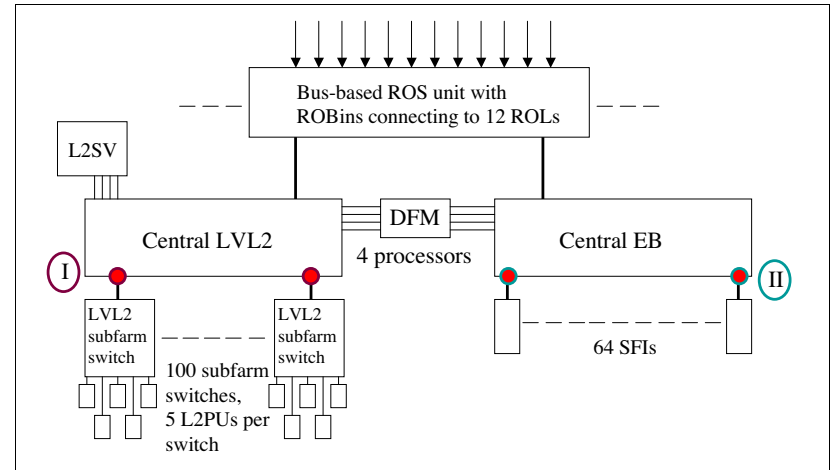 Bus-based ROS unit with
ROBins connecting to 12 ROLs
L2SV
Central LVL2
DFM
Central EB
4 processors
I
II
LVL2
subfarm
switch
LVL2
subfarm
switch
64 SFIs
100 subfarm
switches,
5 L2PUs per
switch